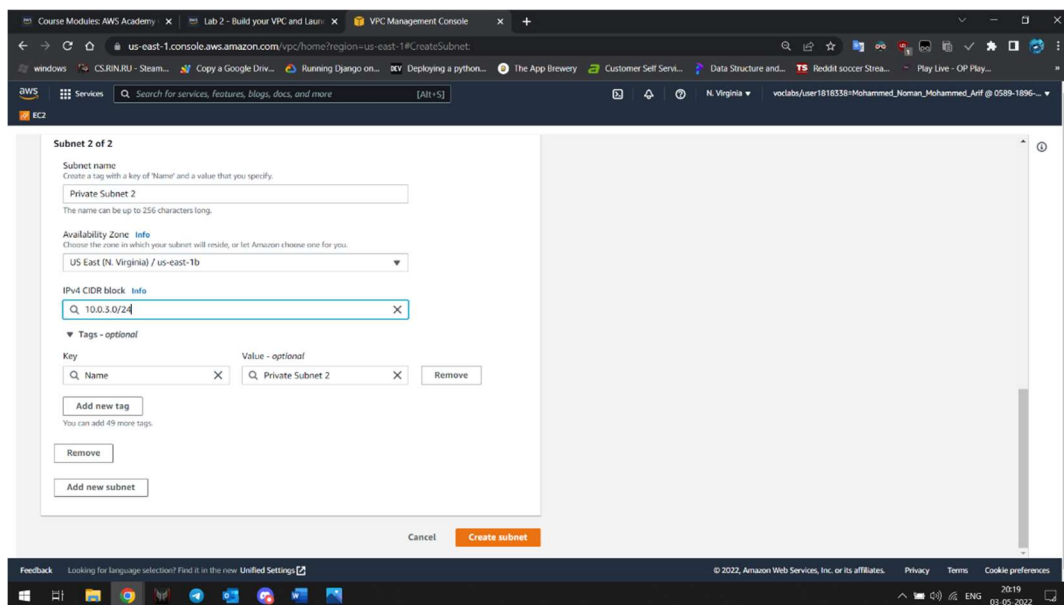 Course Modules: AWS Academy
Lab 2 - Build your VPC and Laun
VPC Management Console
us-east-1.console.aws.amazon.com/vpc/home?region=us-east-1#CreateSubnet:
windows
CS.RIN.RU - Steam...
Copy a Google Driv...
Running Django on...
DEV Deploying a python...
The App Brewery
Customer Self Servi...
Data Structure and...
TS Reddit soccer Strea...
Play Live - OP Play...
aws
Services
Search for services, features, blogs, docs, and more
[Alt+S]
N. Virginia
voclabs/user1818338=Mohammed_Noman_Mohammed_Arif @ 0589-1896-...
EC2
Subnet 2 of 2
Subnet name
Create a tag with a key of 'Name' and a value that you specify.
Private Subnet 2
The name can be up to 256 characters long.
Availability Zone Info
Choose the zone in which your subnet will reside, or let Amazon choose one for you.
US East (N. Virginia) / us-east-1b
IPv4 CIDR block Info
10.0.3.0/24
Tags - optional
Key
Value - optional
Name
Private Subnet 2
Remove
Add new tag
You can add 49 more tags.
Remove
Add new subnet
Cancel
Create subnet
Feedback
Looking for language selection? Find it in the new Unified Settings
© 2022, Amazon Web Services, Inc. or its affiliates.
Privacy
Terms
Cookie preferences
ENG
20:19
03-05-2022